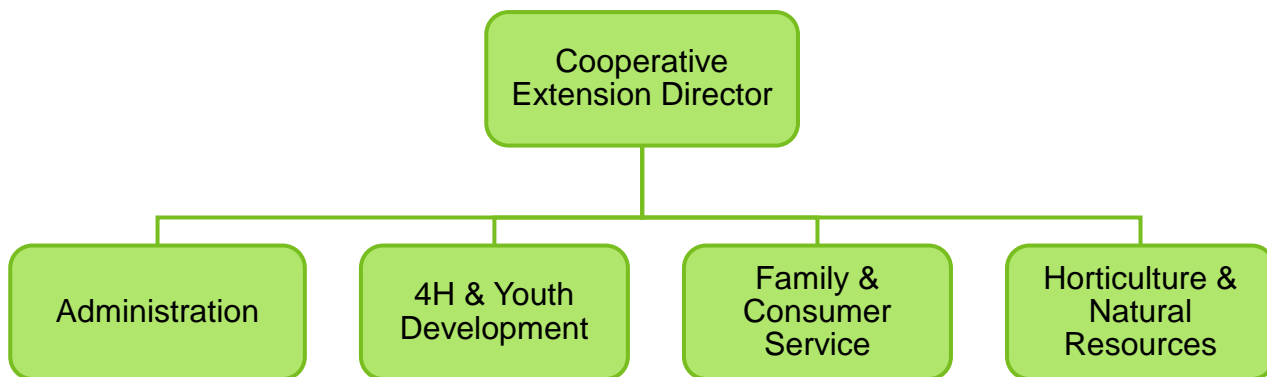 Cooperative
Extension Director
Administration
4H & Youth
Development
Family &
Consumer
Service
Horticulture &
Natural
Resources